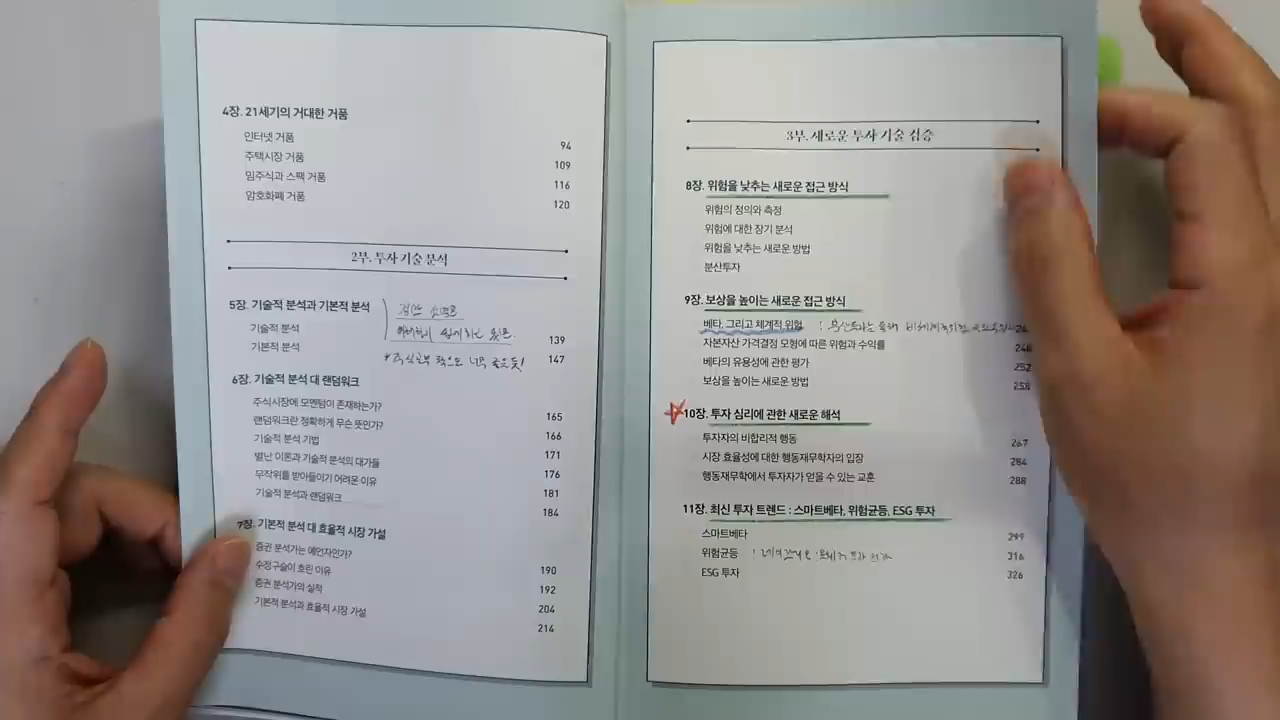 4장. 21세기의 거대한 거품
인터넷 거품 94
주택시장 거품 109
밈주식과 스팩 거품 116
암호화폐 거품 120
2부. 투자 기술 분석
5장. 기술적 분석과 기본적 분석
기술적 분석 139
기본적 분석 147
6장. 기술적 분석 대 랜덤워크
주식시장에 모멘텀이 존재하는가? 165
랜덤워크란 정확하게 무슨 뜻인가? 166
기술적 분석 기법 171
별난 이론과 기술적 분석의 대가들 176
무작위를 받아들이기 어려운 이유 181
기술적 분석과 랜덤워크 184
7장. 기본적 분석 대 효율적 시장 가설
증권 분석가는 예언자인가? 190
수정구슬이 흐린 이유 192
증권 분석가의 실적 204
기본적 분석과 효율적 시장 가설 214
3부. 새로운 투자 기술 검증
8장. 위험을 낮추는 새로운 접근 방식
위험의 정의와 측정
위험에 대한 장기 분석
위험을 낮추는 새로운 방법
분산투자
9장. 보상을 높이는 새로운 접근 방식
베타, 그리고 체계적 위험
자본자산 가격결정 모형에 따른 위험과 수익률 248
베타의 유용성에 관한 평가 252
보상을 높이는 새로운 방법 258
10장. 투자 심리에 관한 새로운 해석
투자자의 비합리적 행동 267
시장 효율성에 대한 행동재무학자의 입장 284
행동재무학에서 투자자가 얻을 수 있는 교훈 288
11장. 최신 투자 트렌드 : 스마트베타, 위험균등, ESG 투자
스마트베타 299
위험균등 316
ESG 투자 326